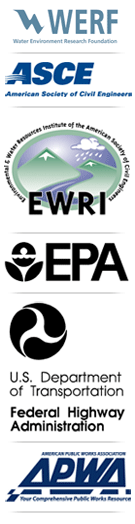 WERF
Water Environment Research Foundation
ASCE
American Society of Civil Engineers
Environmental & Water Resources Institute of the American Society of Civil Engineers
EWRI
EPA
U.S. Department
of Transportation
Federal Highway
Administration
AMERICAN PUBLIC WORKS ASSOCIATION
APWA
Your Comprehensive Public Works Resource